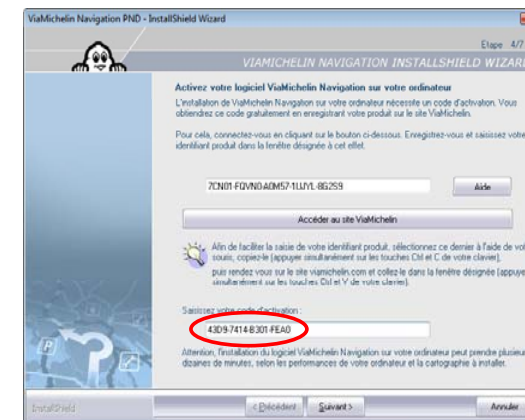 ViaMichelin Navigation PND - InstallShield Wizard
Etape 4/7
VIAMICHELIN NAVIGATION INSTALLSHIELD WIZARD
Activez votre logiciel ViaMichelin Navigation sur votre ordinateur
L'installation de ViaMichelin Navigation sur votre ordinateur nécessite un code d'activation. Vous
obtiendrez ce code gratuitement en enregistrant votre produit sur le site ViaMichelin.
Pour cela, connectez-vous en cliquant sur le bouton ci-dessous. Enregistrez-vous et saisissez votre
identifiant produit dans la fenêtre désignée à cet effet.
Aide
Accéder au site ViaMichelin
Afin de faciliter la saisie de votre identifiant produit, sélectionnez ce dernier à l'aide de vot
souris, copiez-le (appuyer simultanément sur les touches Ctrl et C de votre clavier),
puis rendez vous sur le site viamichelin.com et collez-le dans la fenêtre désignée (appuye
simultanément sur les touches Ctrl et V de votre clavier).
Saisissez votre code d'activation :
43D9-7414-B301-FEA0
Attention, l'installation du logiciel ViaMichelin Navigation sur votre ordinateur peut prendre plusieur
dizaines de minutes, selon les performances de votre ordinateur et la cartographie à installer.
InstallShield
< Précédent
Suivant >
Annuler